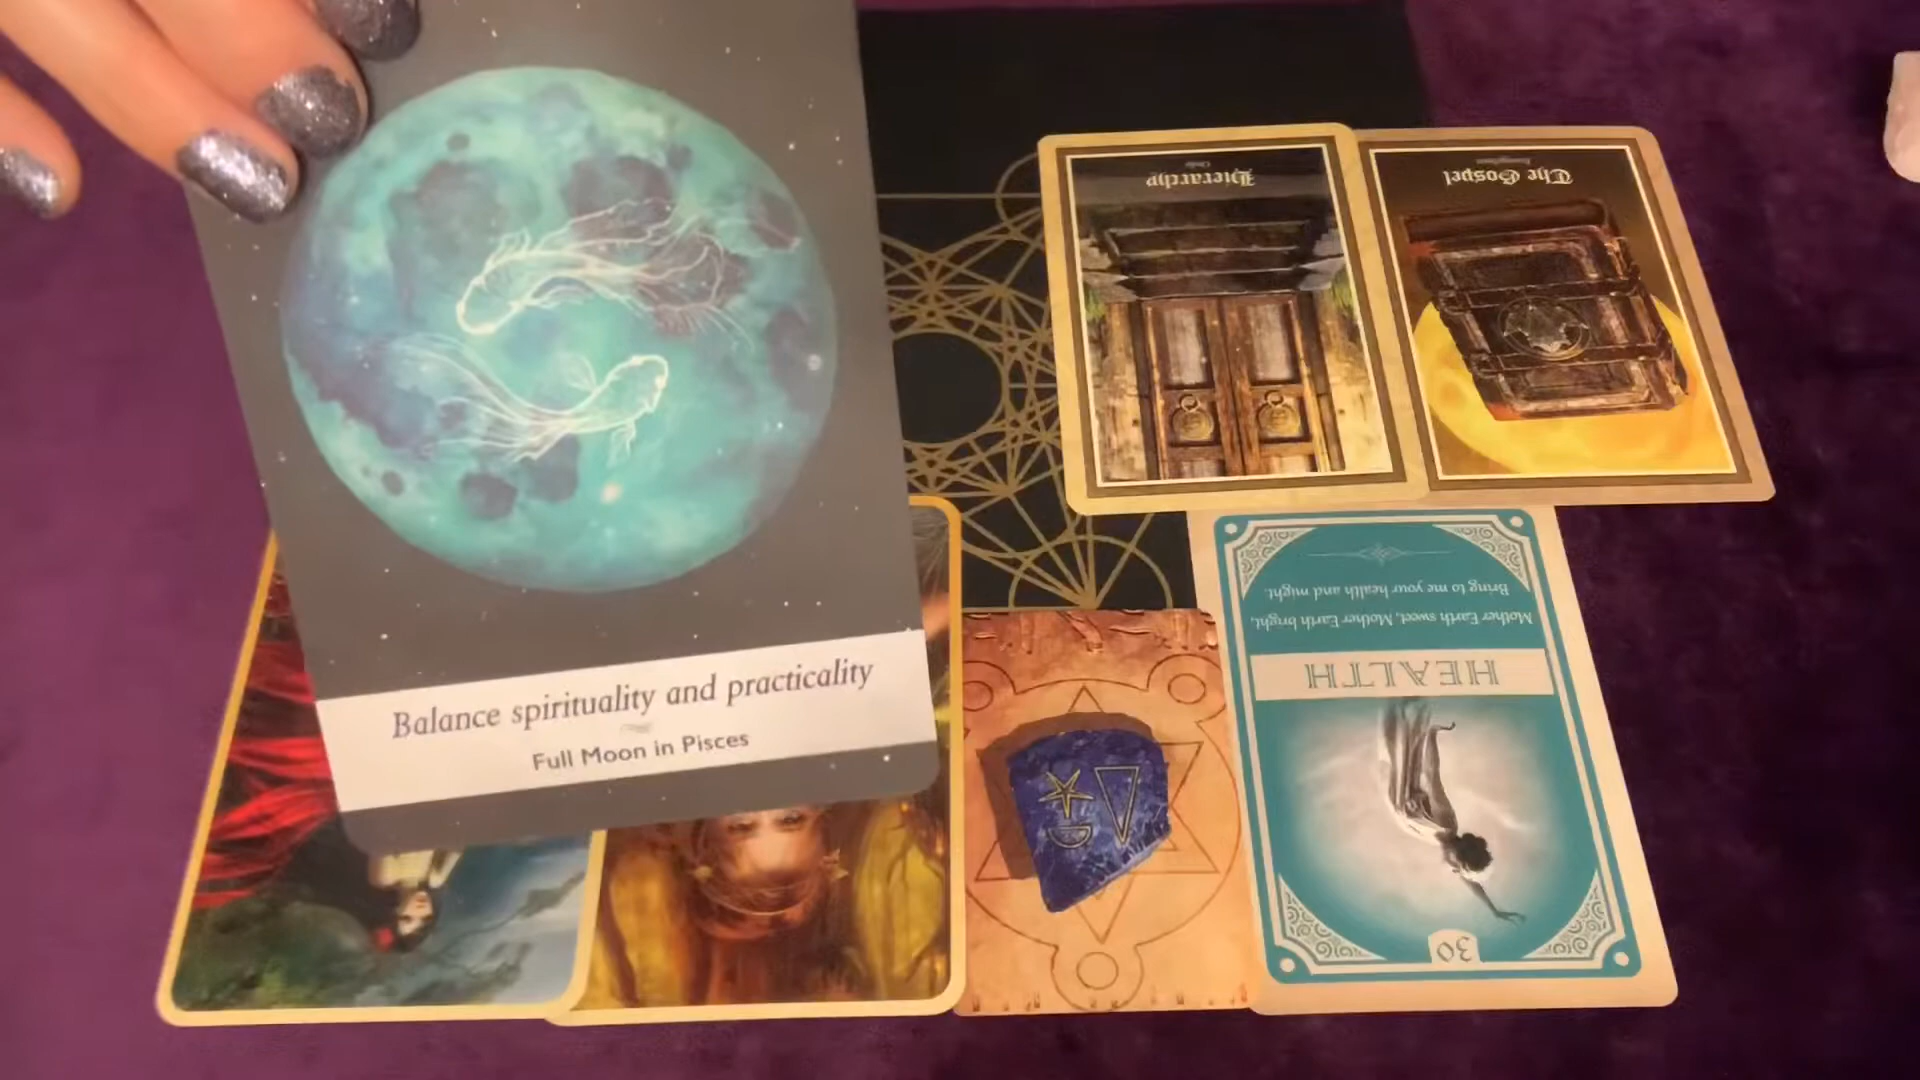 Balance spirituality and practicality
Full Moon in Pisces
Hierarchy
The Gospel
Mother Earth sweet, Mother Earth bright,
Bring to me your health and might.
HEALTH
30